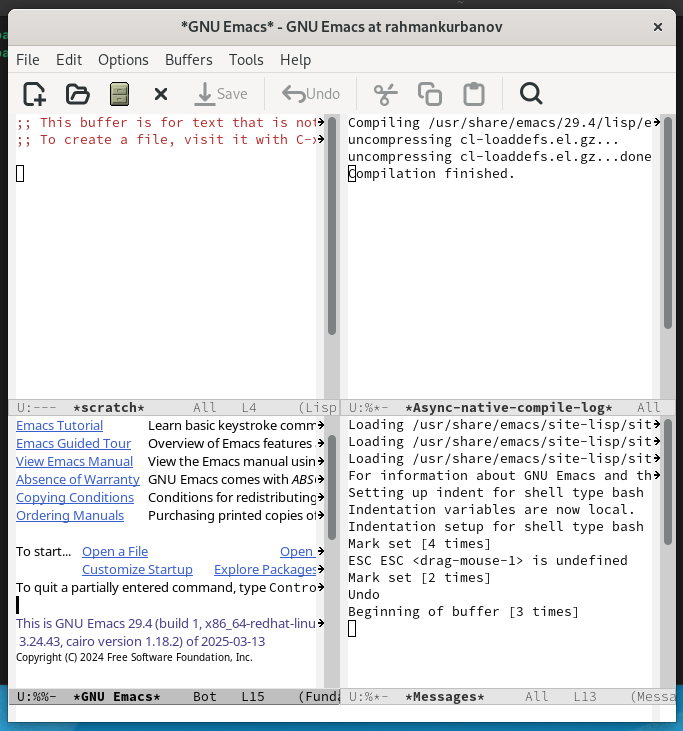 *GNU Emacs* - GNU Emacs at rahmankurbanov
File Edit Options Buffers Tools Help
Save Undo
;; This buffer is for text that is not
;; To create a file, visit it with C-x
U:--- *scratch* All L4 (Lisp
Compiling /usr/share/emacs/29.4/lisp/e
uncompressing cl-loaddefs.el.gz...
uncompressing cl-loaddefs.el.gz...done
Compilation finished.
U:%*- *Async-native-compile-log* All
Emacs Tutorial Learn basic keystroke comm
Emacs Guided Tour Overview of Emacs features
View Emacs Manual View the Emacs manual usin
Absence of Warranty GNU Emacs comes with ABS
Copying Conditions Conditions for redistributing
Ordering Manuals Purchasing printed copies of
To start... Open a File Open
Customize Startup Explore Packages
To quit a partially entered command, type Contro
This is GNU Emacs 29.4 (build 1, x86_64-redhat-linu
3.24.43, cairo version 1.18.2) of 2025-03-13
Copyright (C) 2024 Free Software Foundation, Inc.
U:%%- *GNU Emacs* Bot L15 (Funda
Loading /usr/share/emacs/site-lisp/sit
Loading /usr/share/emacs/site-lisp/sit
Loading /usr/share/emacs/site-lisp/sit
For information about GNU Emacs and th
Setting up indent for shell type bash
Indentation variables are now local.
Indentation setup for shell type bash
Mark set [4 times]
ESC ESC <drag-mouse-1> is undefined
Mark set [2 times]
Undo
Beginning of buffer [3 times]
U:%*- *Messages* All L13 (Messa